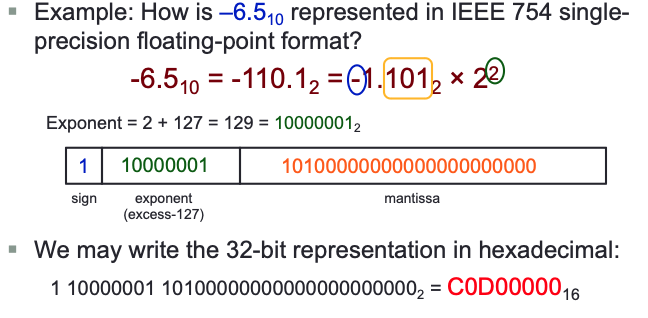 ▪ Example: How is –6.5₁₀ represented in IEEE 754 single-
precision floating-point format?
-6.5₁₀ = -110.1₂ = -1.101₂ × 2²
Exponent = 2 + 127 = 129 = 10000001₂
1 10000001 10100000000000000000000
sign exponent mantissa
(excess-127)
▪ We may write the 32-bit representation in hexadecimal:
1 10000001 10100000000000000000000₂ = C0D00000₁₆